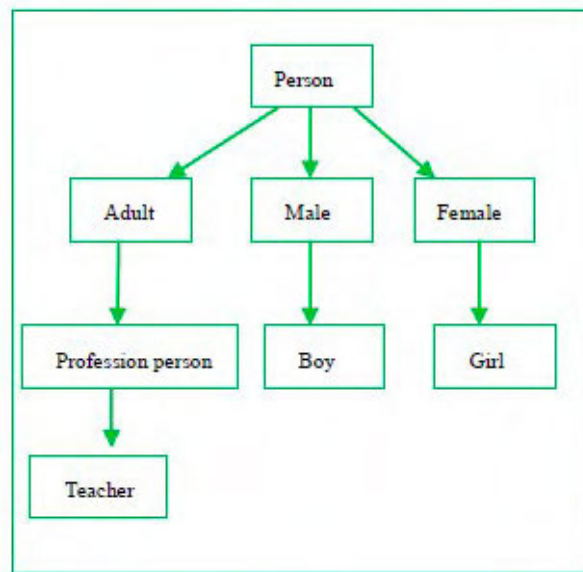 Person
Adult
Male
Female
Profession person
Boy
Girl
Teacher